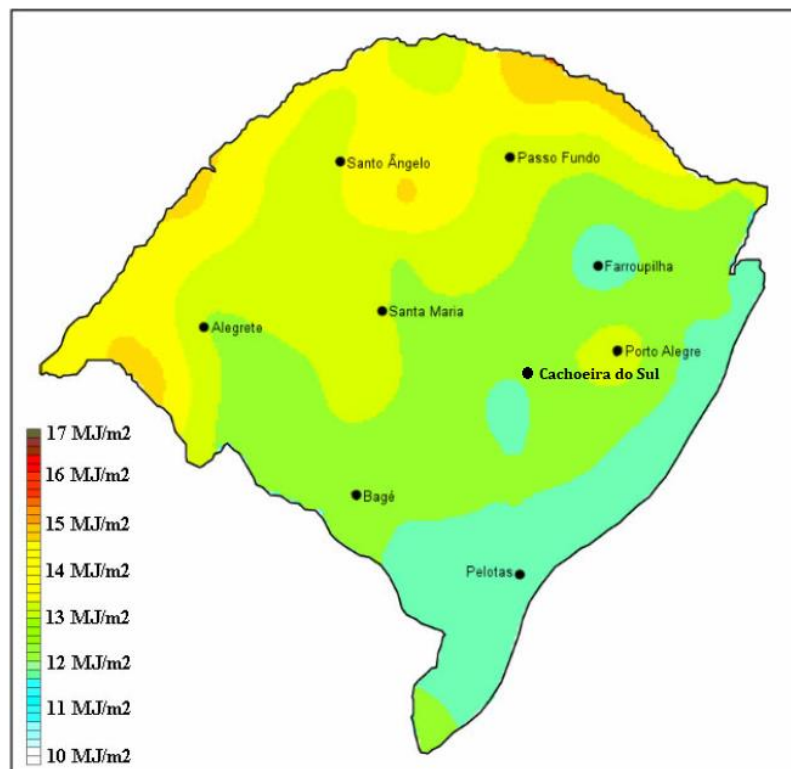 Santo Ângelo
Passo Fundo
Farroupilha
Santa Maria
Alegrete
Porto Alegre
Cachoeira do Sul
17 MJ/m2
16 MJ/m2
15 MJ/m2
14 MJ/m2
13 MJ/m2
12 MJ/m2
11 MJ/m2
10 MJ/m2
Bagé
Pelotas